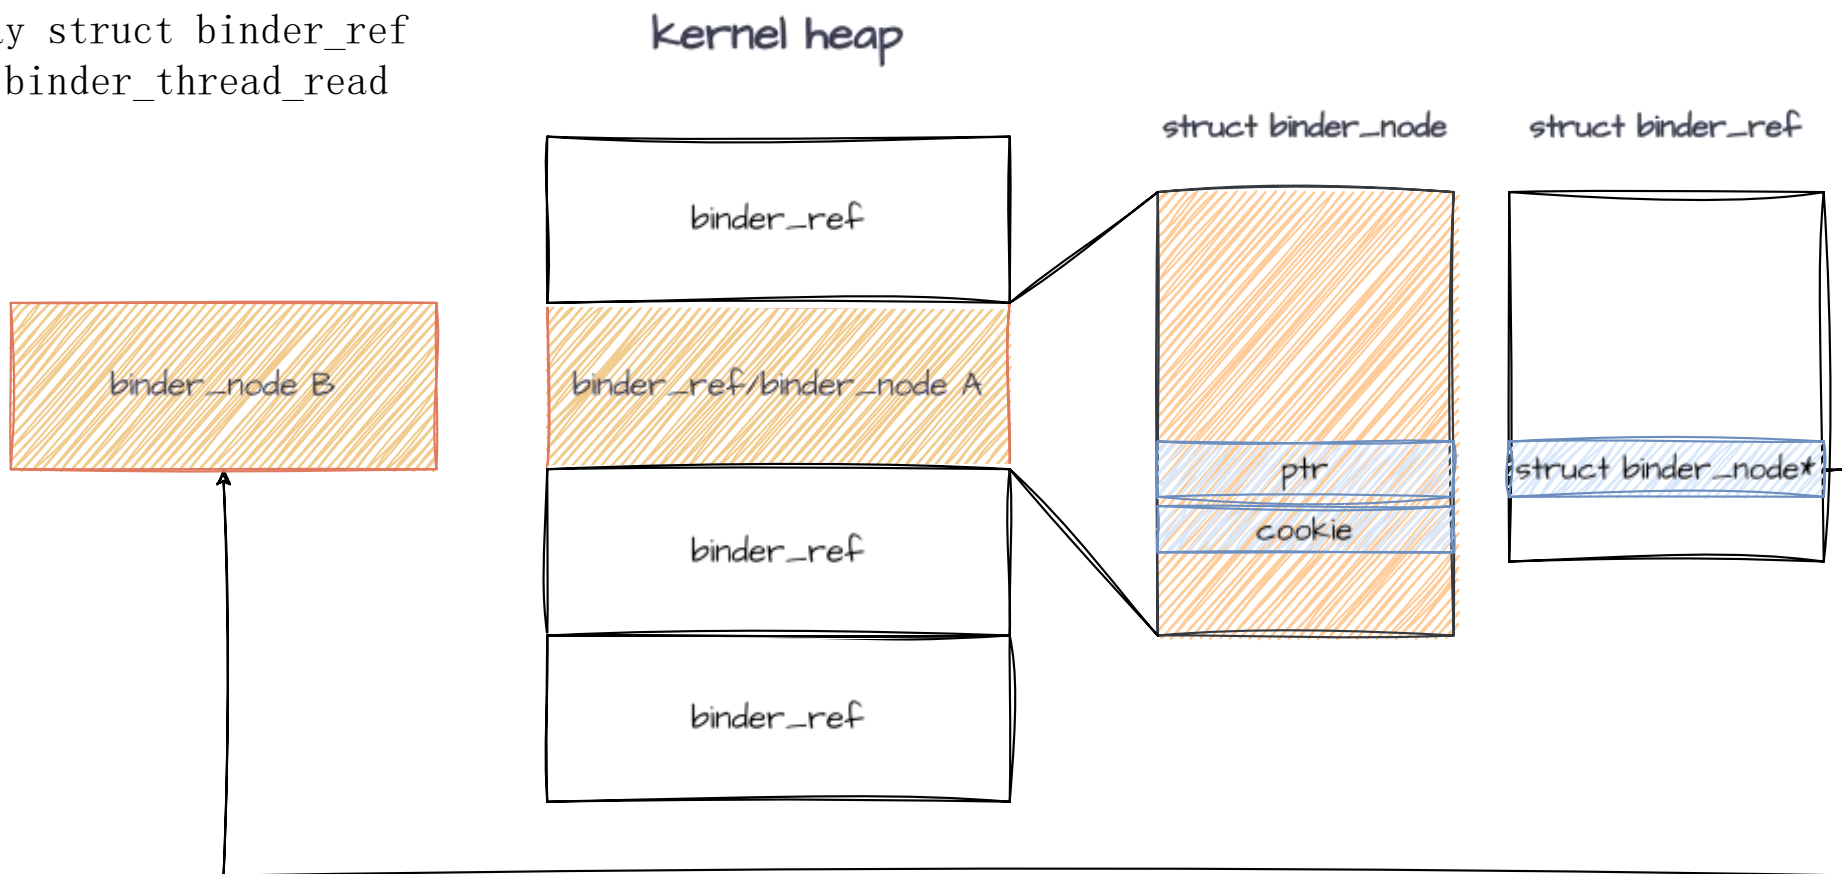 y struct binder_ref
binder_thread_read
kernel heap
struct binder_node
struct binder_ref
binder_ref
binder_node B
binder_ref/binder_node A
ptr
struct binder_node*
cookie
binder_ref
binder_ref